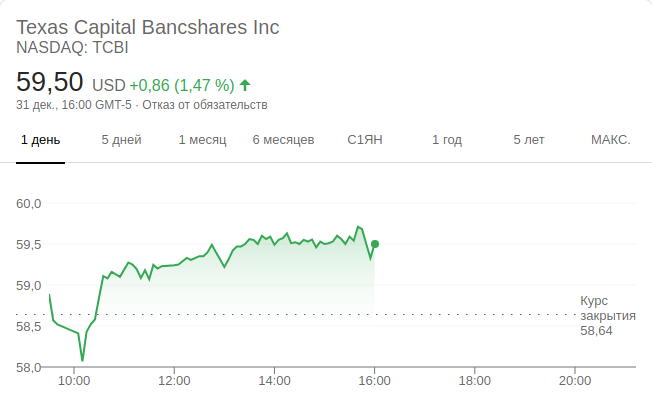 Texas Capital Bancshares Inc
NASDAQ: TCBI
59,50 USD +0,86 (1,47 %)
31 дек., 16:00 GMT-5 · Отказ от обязательств
1 день 5 дней 1 месяц 6 месяцев С1ЯН 1 год 5 лет МАКС.
60,0
59,5
59,0
58,5
58,0
Курс
закрытия
58,64
10:00 12:00 14:00 16:00 18:00 20:00